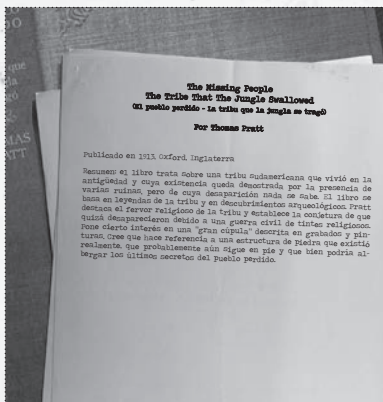 DO
que
la
gó
MAS
ATT
The Missing People
The Tribe That The Jungle Swallowed
(El pueblo perdido - La tribu que la jungla se tragó)
Por Thomas Pratt
Publicado en 1913, Oxford, Inglaterra
Resumen: el libro trata sobre una tribu sudamericana que vivió en la
antigüedad y cuya existencia queda demostrada por la presencia de
varias ruinas, pero de cuya desaparición nada se sabe. El libro se
basa en leyendas de la tribu y en descubrimientos arqueológicos. Pratt
destaca el fervor religioso de la tribu y establece la conjetura de que
quizá desaparecieron debido a una guerra civil de tintes religiosos.
Pone cierto interés en una "gran cúpula" descrita en grabados y pin-
turas. Cree que hace referencia a una estructura de piedra que existió
realmente, que probablemente aún sigue en pie y que bien podría al-
bergar los últimos secretos del Pueblo perdido.